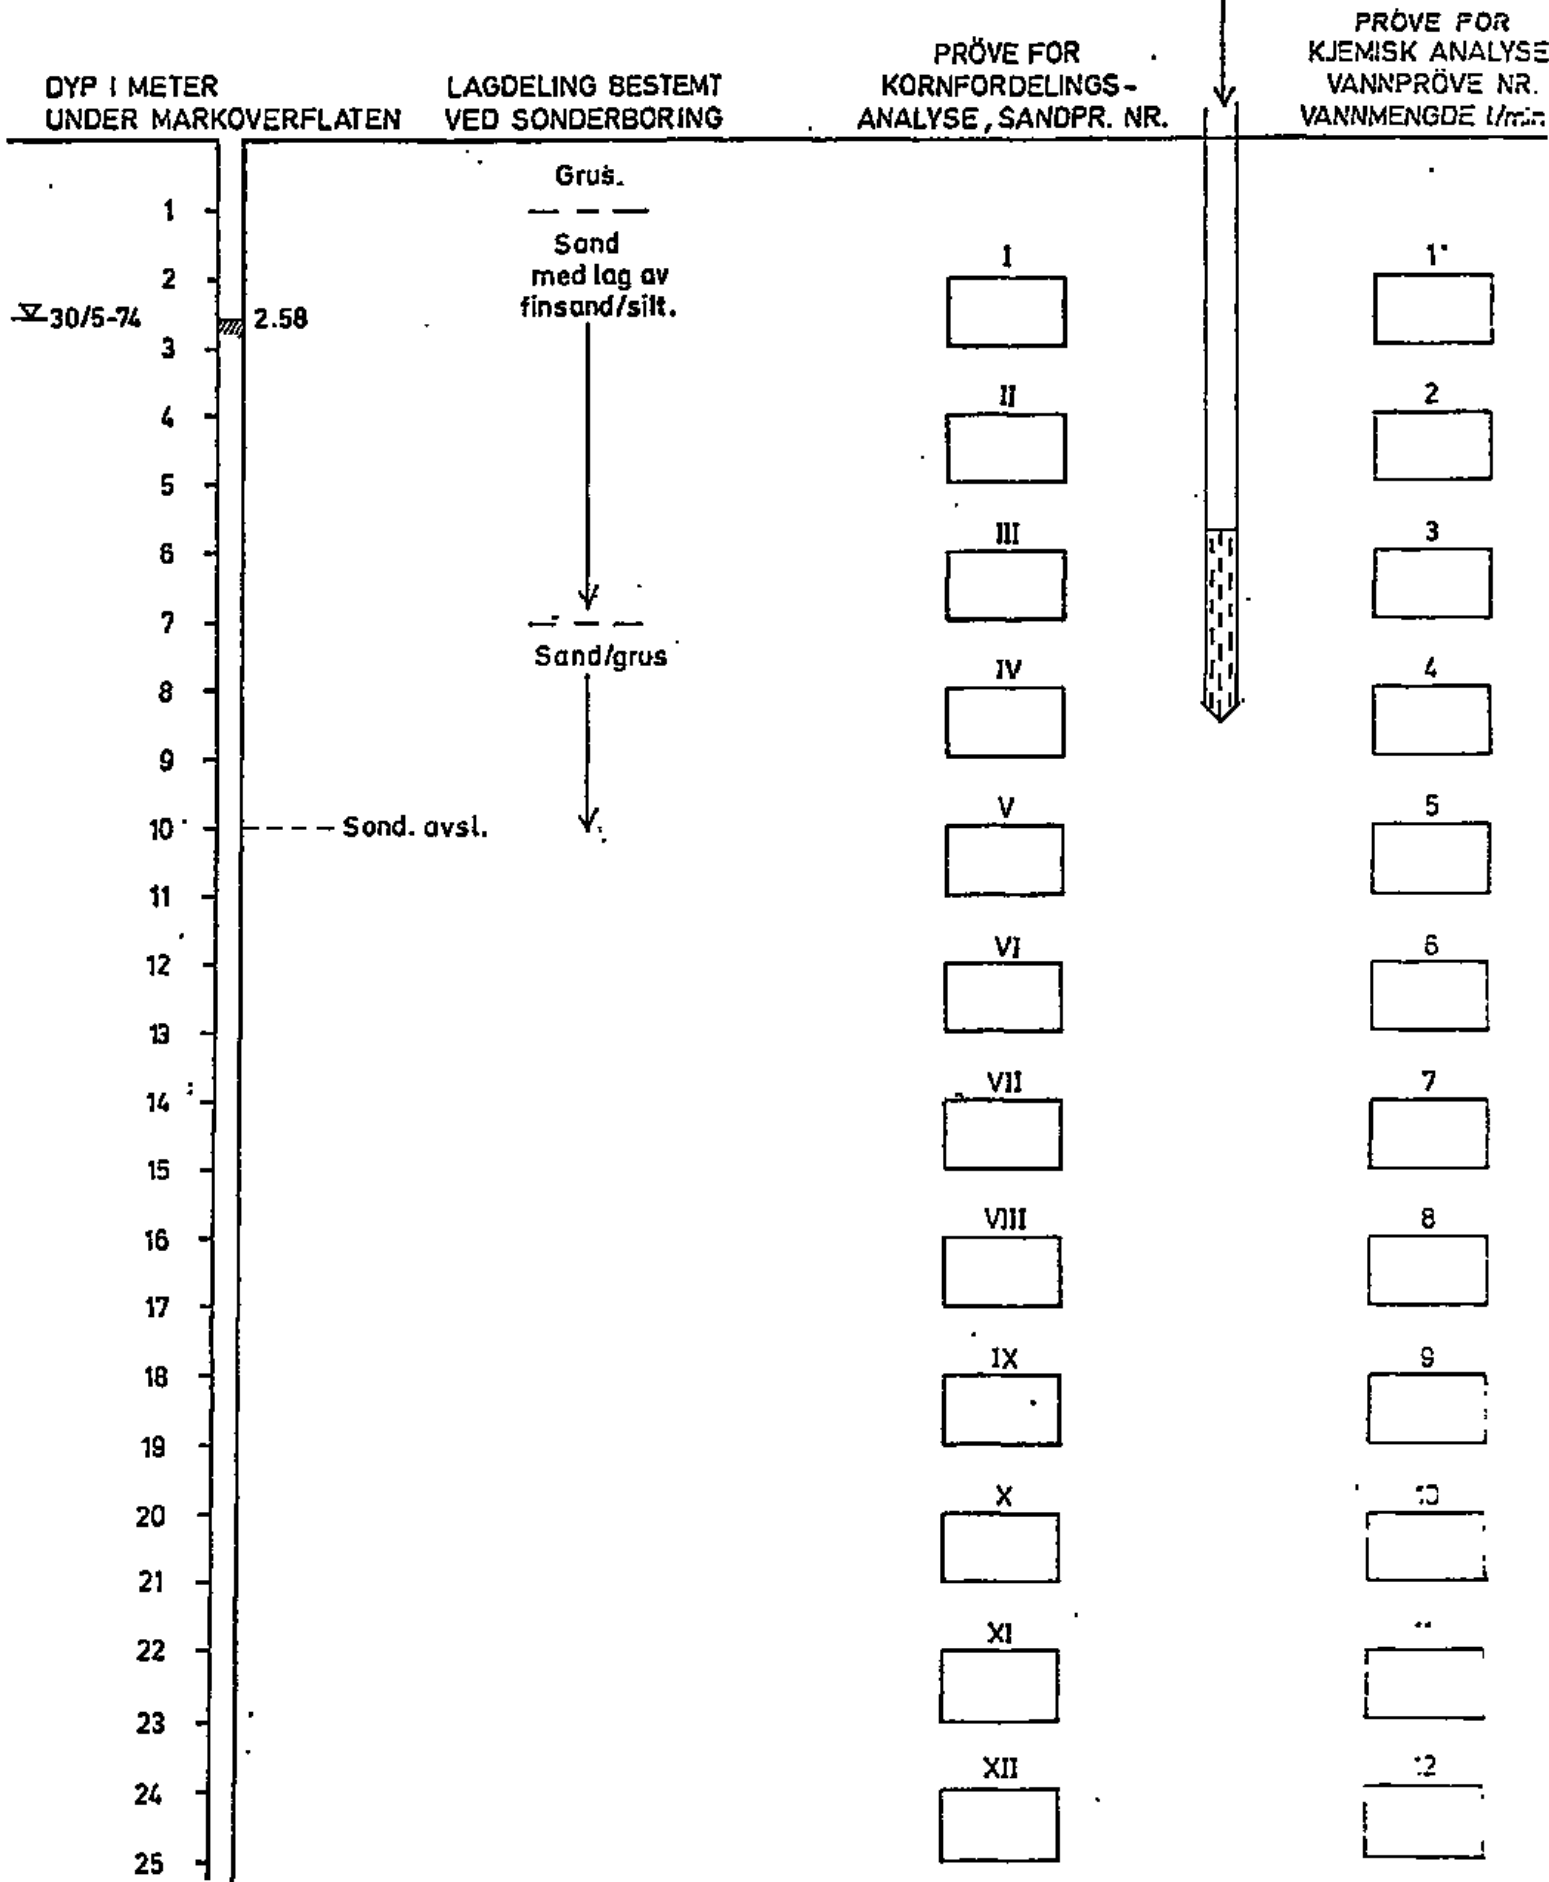 DYP I METER
UNDER MARKOVERFLATEN
LAGDELING BESTEMT
VED SONDERBORING
PRÖVE FOR
KORNFORDELINGS-
ANALYSE, SANDPR. NR.
PRÖVE FOR
KJEMISK ANALYSE
VANNPRÖVE NR.
VANNMENGDE l/min
Grus.
1
Sand
med lag av
finsand/silt.
2
I
1
30/5-74
2.58
3
4
II
2
5
6
III
3
7
Sand/grus
8
IV
4
9
10
Sond. avsl.
V
5
11
12
VI
6
13
14
VII
7
15
16
VIII
8
17
18
IX
9
19
20
X
10
21
22
XI
23
24
XII
12
25